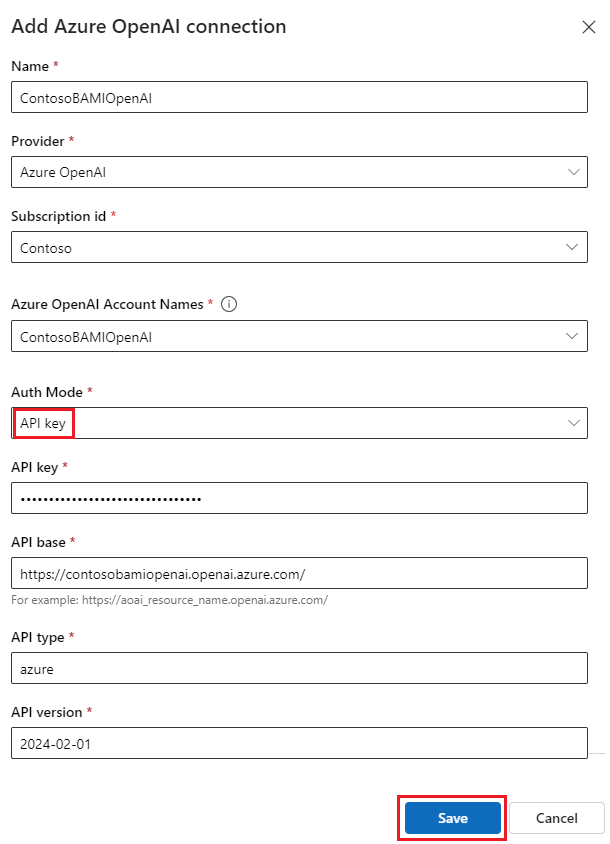 Add Azure OpenAI connection
Name *
ContosoBAMIOpenAI
Provider *
Azure OpenAI
Subscription id *
Contoso
Azure OpenAI Account Names *
ContosoBAMIOpenAI
Auth Mode *
API key
API key *
••••••••••••••••••••••••••••••••
API base *
https://contosobamiopenai.openai.azure.com/
For example: https://aoai_resource_name.openai.azure.com/
API type *
azure
API version *
2024-02-01
Save Cancel